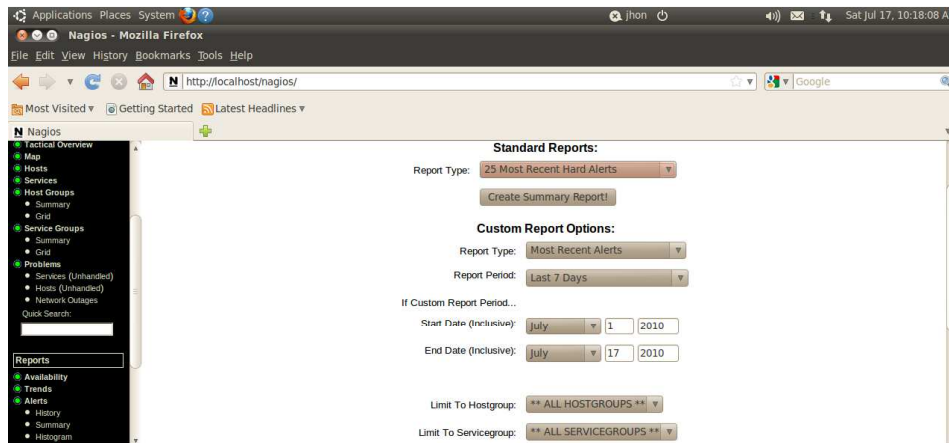 Applications Places System
jhon
Sat Jul 17, 10:18:08 A
Nagios - Mozilla Firefox
File Edit View History Bookmarks Tools Help
N http://localhost/nagios/
Google
Most Visited Getting Started Latest Headlines
N Nagios
Tactical Overview
Map
Hosts
Services
Host Groups
Summary
Grid
Service Groups
Summary
Grid
Problems
Services (Unhandled)
Hosts (Unhandled)
Network Outages
Quick Search:
Reports
Availability
Trends
Alerts
History
Summary
Histogram
Standard Reports:
Report Type: 25 Most Recent Hard Alerts
Create Summary Report!
Custom Report Options:
Report Type: Most Recent Alerts
Report Period: Last 7 Days
If Custom Report Period...
Start Date (Inclusive): July 1 2010
End Date (Inclusive): July 17 2010
Limit To Hostgroup: ** ALL HOSTGROUPS **
Limit To Servicegroup: ** ALL SERVICEGROUPS **